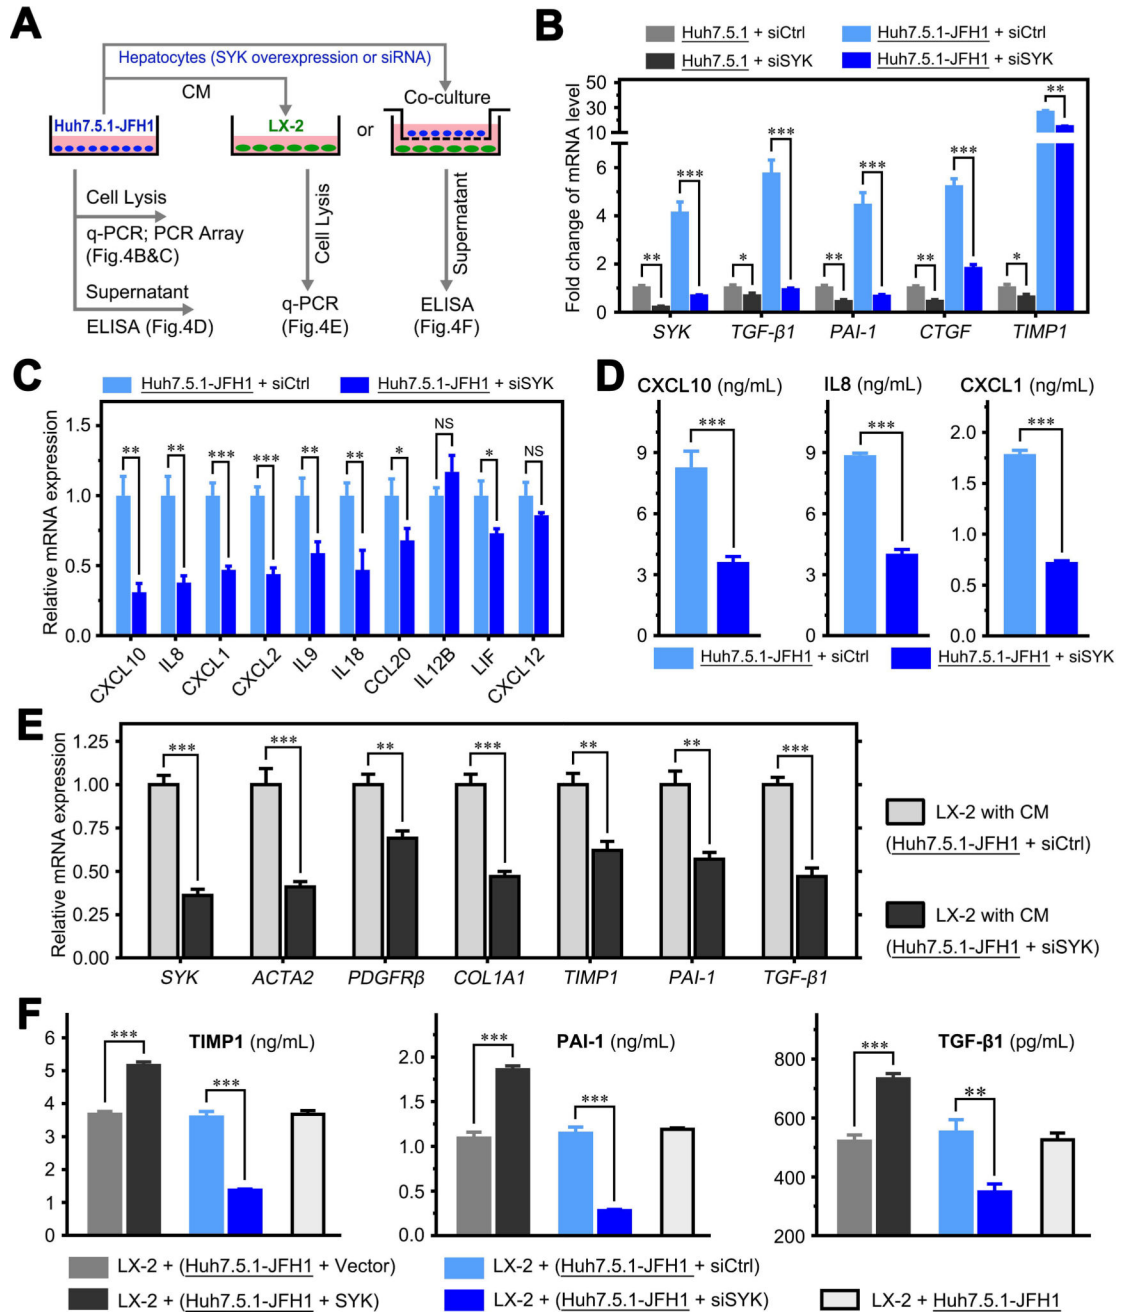 A
Hepatocytes (SYK overexpression or siRNA)
CM
Co-culture
Huh7.5.1-JFH1
LX-2
or
Cell Lysis
q-PCR; PCR Array
(Fig.4B&C)
Supernatant
ELISA (Fig.4D)
Cell Lysis
q-PCR
(Fig.4E)
Supernatant
ELISA
(Fig.4F)
B
Huh7.5.1 + siCtrl
Huh7.5.1-JFH1 + siCtrl
Huh7.5.1 + siSYK
Huh7.5.1-JFH1 + siSYK
Fold change of mRNA level
50
30
10
6
4
2
0
** *** * *** ** *** ** *** * **
SYK TGF-β1 PAI-1 CTGF TIMP1
C
Huh7.5.1-JFH1 + siCtrl
Huh7.5.1-JFH1 + siSYK
Relative mRNA expression
1.5
1.0
0.5
0.0
** ** *** *** ** ** * NS * NS
CXCL10 IL8 CXCL1 CXCL2 IL9 IL18 CCL20 IL12B LIF CXCL12
D
CXCL10 (ng/mL)
9
6
3
0
***
IL8 (ng/mL)
9
6
3
0
***
CXCL1 (ng/mL)
2.0
1.5
1.0
0.5
0.0
***
Huh7.5.1-JFH1 + siCtrl
Huh7.5.1-JFH1 + siSYK
E
Relative mRNA expression
1.25
1.00
0.75
0.50
0.25
0.00
*** *** ** *** ** ** ***
SYK ACTA2 PDGFRβ COL1A1 TIMP1 PAI-1 TGF-β1
LX-2 with CM
(Huh7.5.1-JFH1 + siCtrl)
LX-2 with CM
(Huh7.5.1-JFH1 + siSYK)
F
TIMP1 (ng/mL)
6
5
4
3
2
1
0
*** ***
PAI-1 (ng/mL)
2.0
1.5
1.0
0.5
0.0
*** ***
TGF-β1 (pg/mL)
800
600
400
200
*** **
LX-2 + (Huh7.5.1-JFH1 + Vector)
LX-2 + (Huh7.5.1-JFH1 + siCtrl)
LX-2 + (Huh7.5.1-JFH1 + SYK)
LX-2 + (Huh7.5.1-JFH1 + siSYK)
LX-2 + Huh7.5.1-JFH1